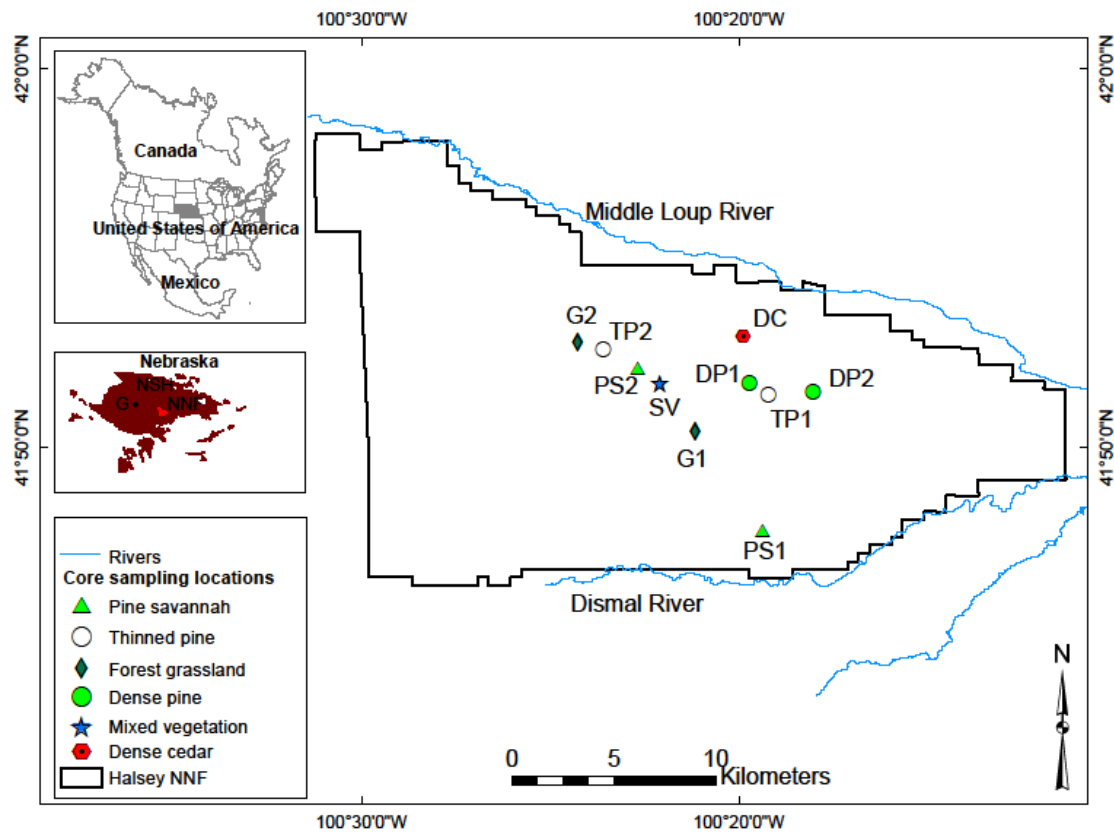 100°30'0"W
100°20'0"W
42°0'0"N
42°0'0"N
Canada
United States of America
Mexico
Middle Loup River
G2
TP2
DC
PS2
SV
DP1
DP2
TP1
G1
Nebraska
NSH
G
NNF
41°50'0"N
41°50'0"N
PS1
Dismal River
Rivers
Core sampling locations
Pine savannah
Thinned pine
Forest grassland
Dense pine
Mixed vegetation
Dense cedar
Halsey NNF
N
0 5 10
Kilometers
100°30'0"W
100°20'0"W